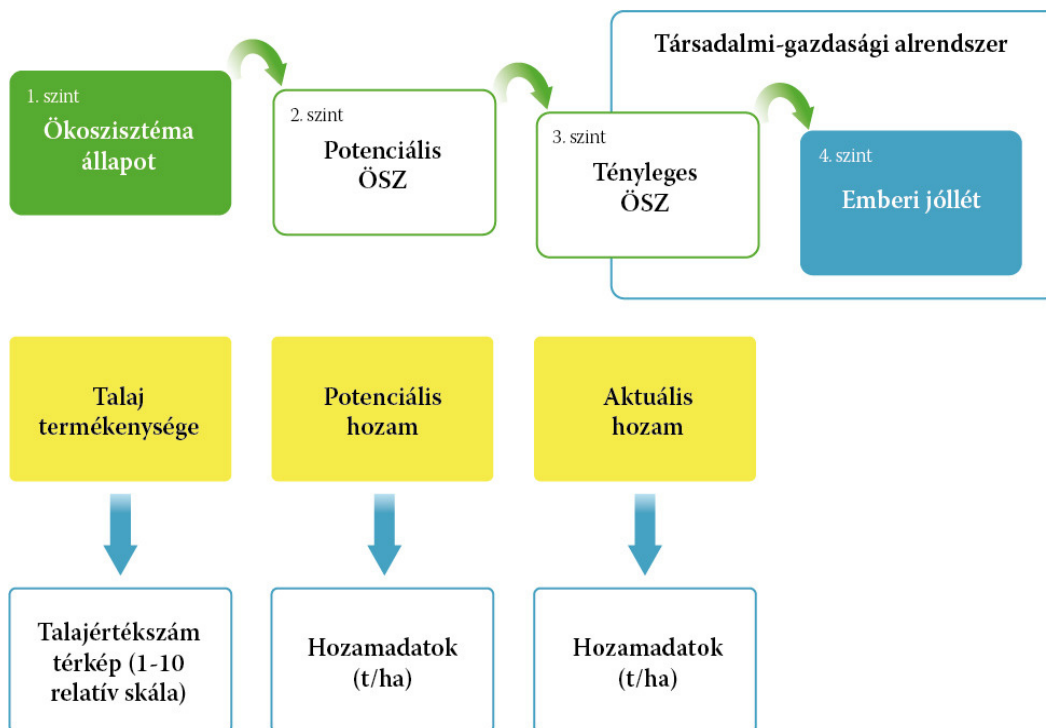 Társadalmi-gazdasági alrendszer
1. szint
Ökoszisztéma
állapot
2. szint
Potenciális
ÖSZ
3. szint
Tényleges
ÖSZ
4. szint
Emberi jóllét
Talaj
termékenysége
Potenciális
hozam
Aktuális
hozam
Talajértékszám
térkép (1-10
relatív skála)
Hozamadatok
(t/ha)
Hozamadatok
(t/ha)